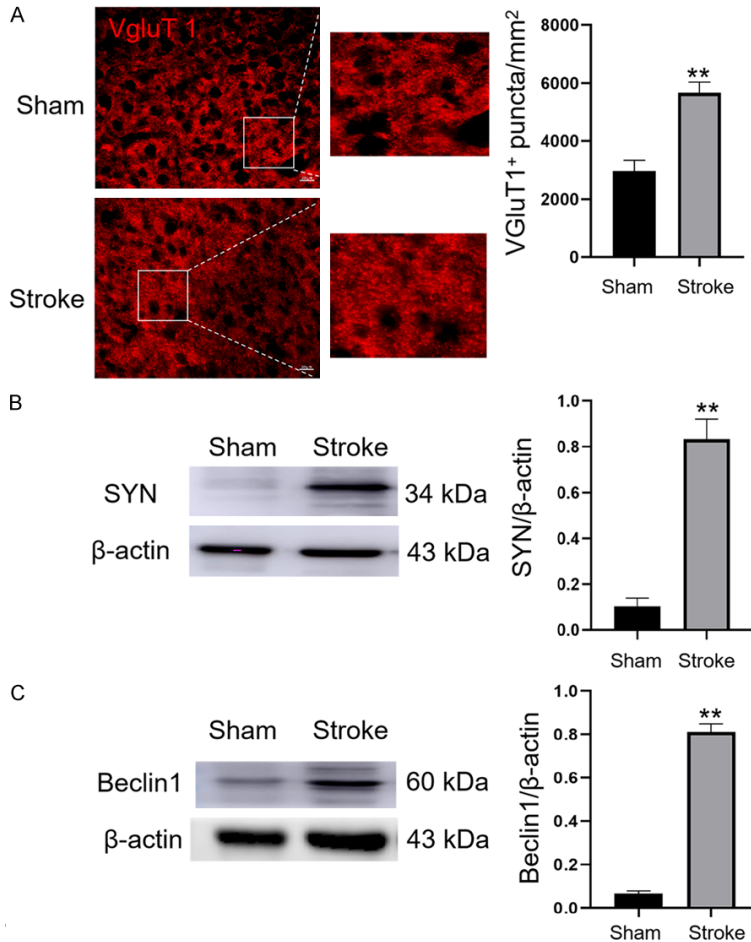 A
VgluT 1
Sham
Stroke
VGluT1⁺ puncta/mm²
8000
6000
4000
2000
0
**
Sham Stroke
B
Sham Stroke
SYN 34 kDa
β-actin 43 kDa
SYN/β-actin
1.0
0.8
0.6
0.4
0.2
0.0
**
Sham Stroke
C
Sham Stroke
Beclin1 60 kDa
β-actin 43 kDa
Beclin1/β-actin
1.0
0.8
0.6
0.4
0.2
0.0
**
Sham Stroke